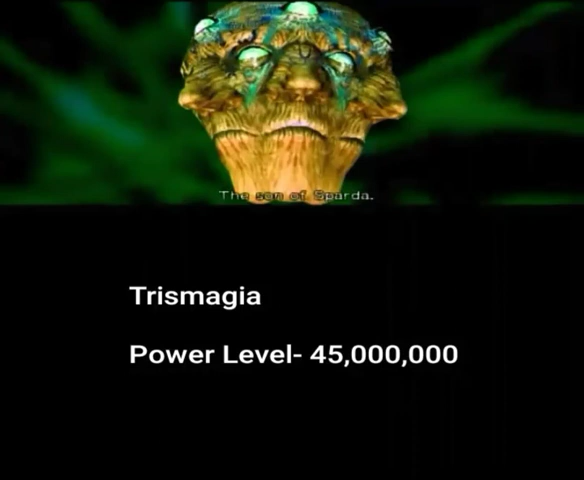 The son of Sparda.
Trismagia
Power Level- 45,000,000